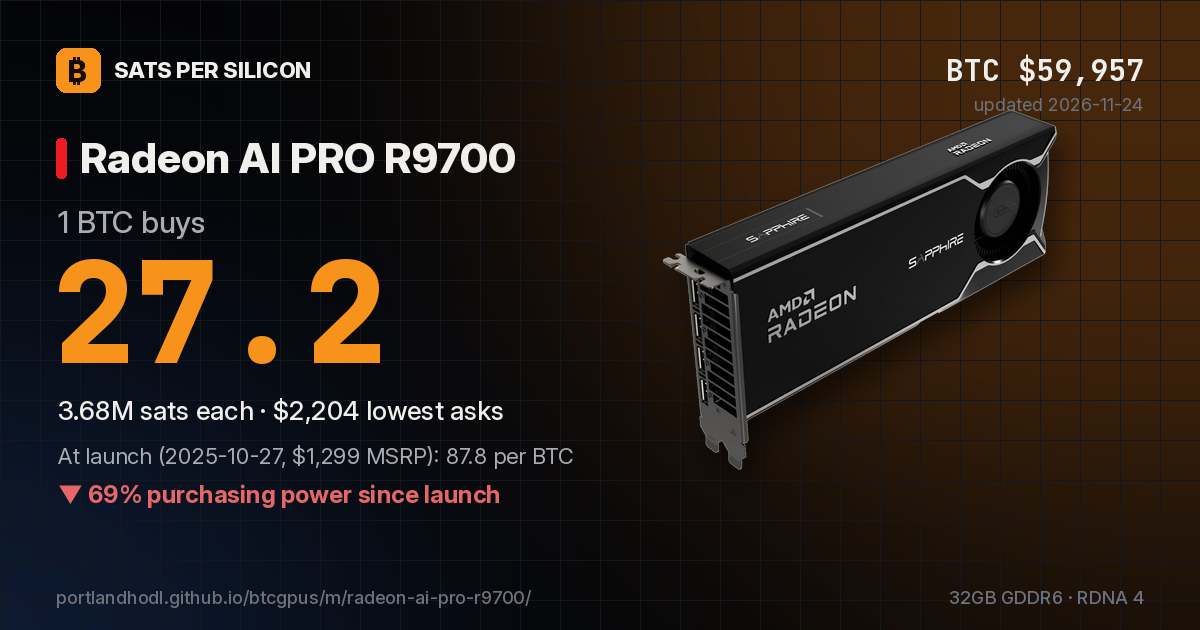 ₿ SATS PER SILICON
BTC $59,957
updated 2026-11-24
Radeon AI PRO R9700
1 BTC buys
27.2
3.68M sats each · $2,204 lowest asks
At launch (2025-10-27, $1,299 MSRP): 87.8 per BTC
▼ 69% purchasing power since launch
AMD
RADEON
SAPPHIRE
SAPPHIRE
AMD
RADEON
portlandhodl.github.io/btcgpus/m/radeon-ai-pro-r9700/
32GB GDDR6 · RDNA 4